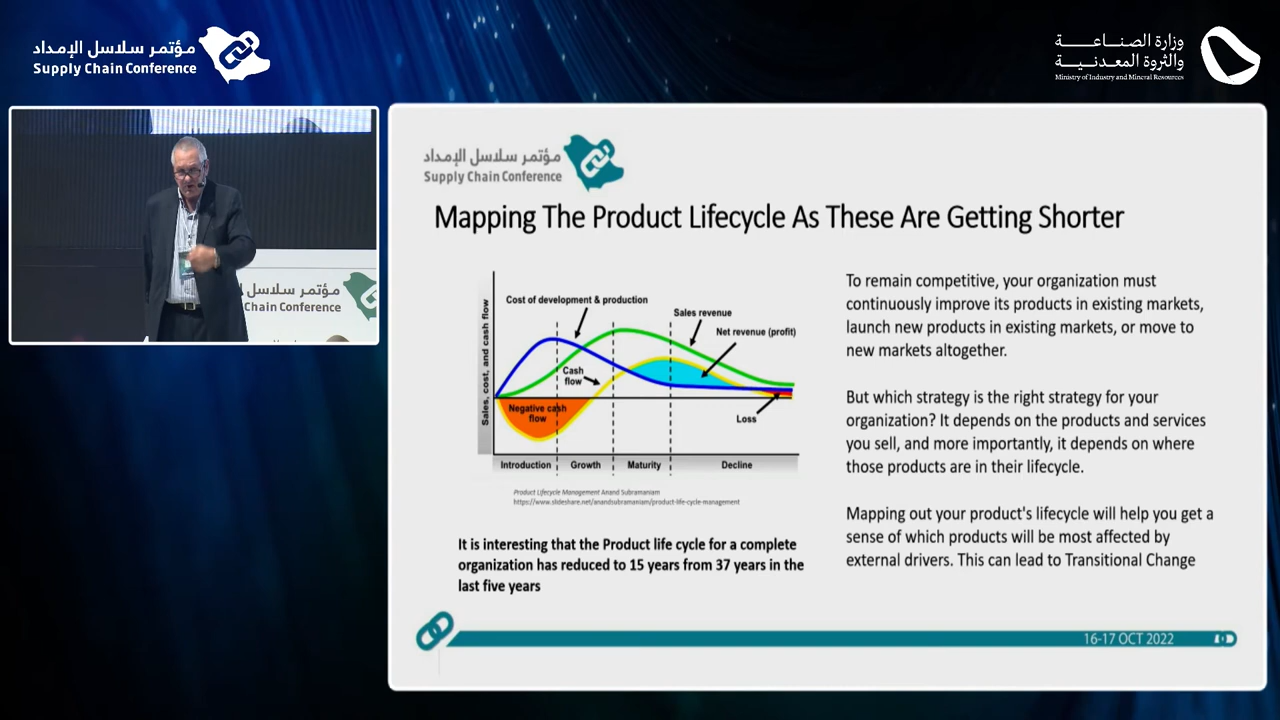 مؤتمر سلاسل الإمداد
Supply Chain Conference
وزارة الصناعة
والثروة المعدنية
Ministry of Industry and Mineral Resources
مؤتمر سلاسل
Chain Conference
مؤتمر سلاسل الإمداد
Supply Chain Conference
Mapping The Product Lifecycle As These Are Getting Shorter
Sales, cost, and cash flow
Cost of development & production
Sales revenue
Net revenue (profit)
Cash
flow
Negative cash
flow
Loss
Introduction
Growth
Maturity
Decline
Product Lifecycle Management Anand Subramaniam
https://www.slideshare.net/anandsubramaniam/product-life-cycle-management
It is interesting that the Product life cycle for a complete
organization has reduced to 15 years from 37 years in the
last five years
To remain competitive, your organization must
continuously improve its products in existing markets,
launch new products in existing markets, or move to
new markets altogether.
But which strategy is the right strategy for your
organization? It depends on the products and services
you sell, and more importantly, it depends on where
those products are in their lifecycle.
Mapping out your product's lifecycle will help you get a
sense of which products will be most affected by
external drivers. This can lead to Transitional Change
16-17 OCT 2022